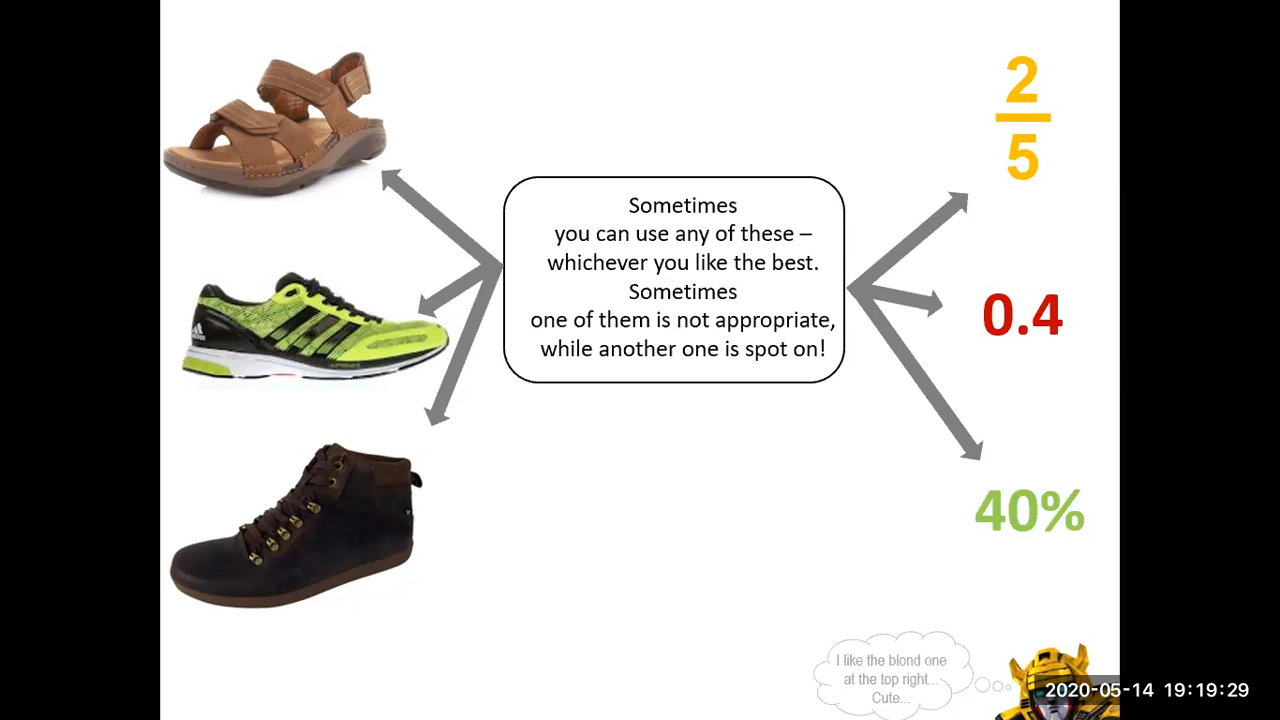 Sometimes
you can use any of these –
whichever you like the best.
Sometimes
one of them is not appropriate,
while another one is spot on!
2
5
0.4
40%
adidas
I like the blond one
at the top right...
Cute...
2020-05-14 19:19:29